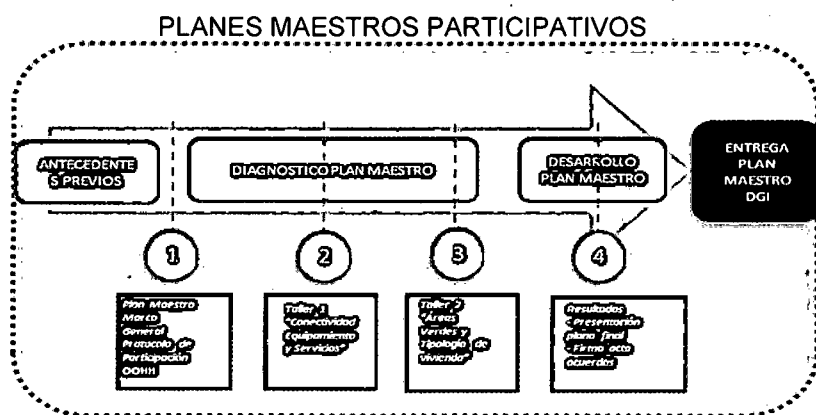 PLANES MAESTROS PARTICIPATIVOS
ANTECEDENTE
S PREVIOS
DIAGNOSTICO PLAN MAESTRO
DESARROLLO
PLAN MAESTRO
ENTREGA
PLAN
MAESTRO
DGI
1
2
3
4
Plan Maestro
Marco
General
Protocolo de
Participación
OOHH
Taller 1
"Conectividad
Equipamiento
y Servicios"
Taller 2
"Áreas
Verdes y
Tipología de
Vivienda"
Resultados
- Presentación
plano final
- Firma acta
acuerdos